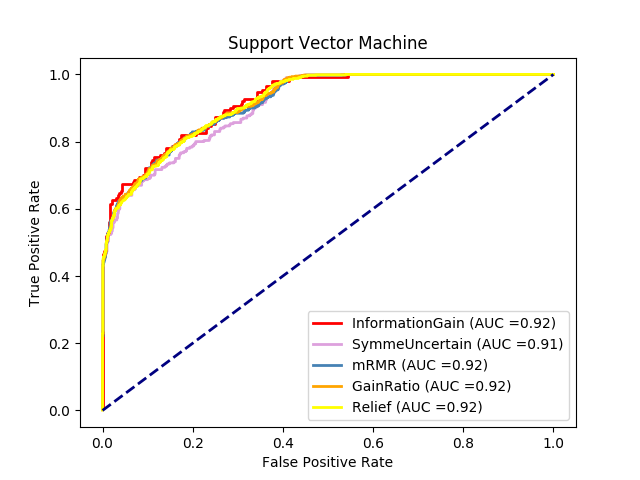 Support Vector Machine
True Positive Rate
1.0
0.8
0.6
0.4
0.2
0.0
InformationGain (AUC =0.92)
SymmeUncertain (AUC =0.91)
mRMR (AUC =0.92)
GainRatio (AUC =0.92)
Relief (AUC =0.92)
0.0 0.2 0.4 0.6 0.8 1.0
False Positive Rate